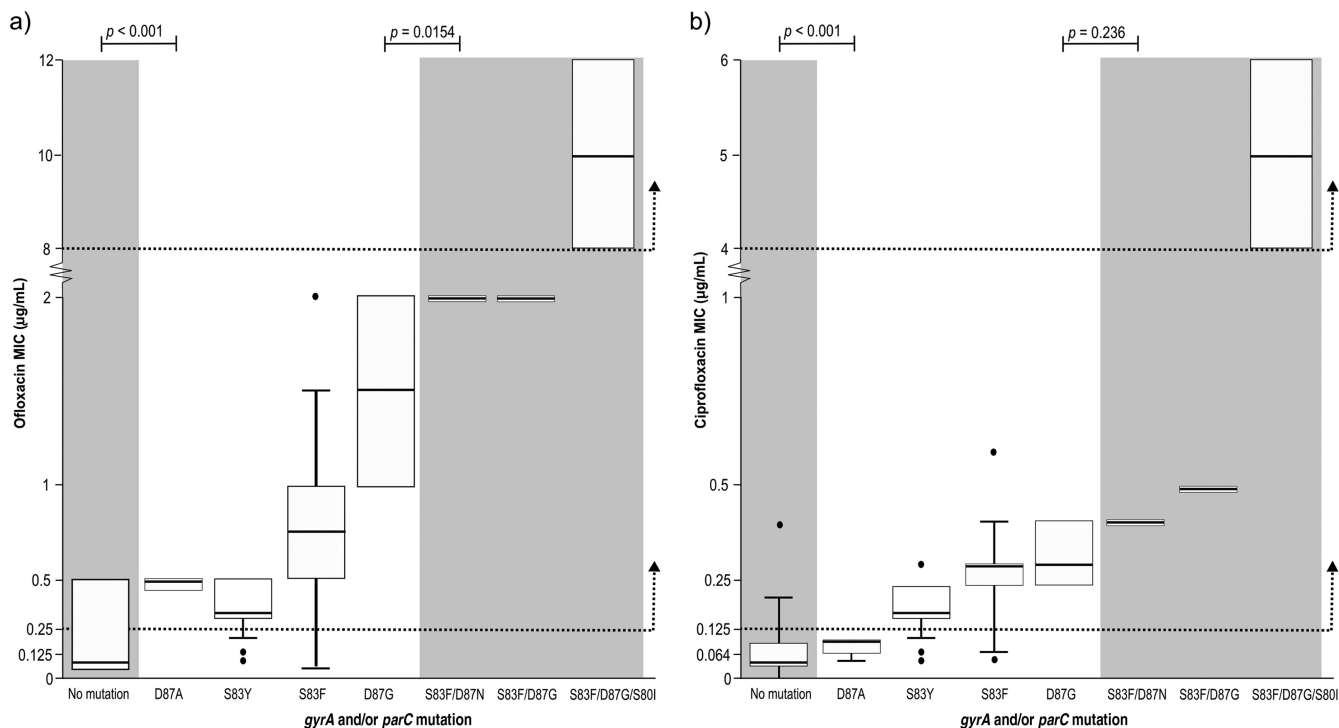 a)
p < 0.001
p = 0.0154
12
10
8
2
1
0.5
0.25
0.125
0
Ofloxacin MIC (µg/mL)
No mutation D87A S83Y S83F D87G S83F/D87N S83F/D87G S83F/D87G/S80I
gyrA and/or parC mutation
b)
p < 0.001
p = 0.236
6
5
4
1
0.5
0.25
0.125
0.064
0
Ciprofloxacin MIC (µg/mL)
No mutation D87A S83Y S83F D87G S83F/D87N S83F/D87G S83F/D87G/S80I
gyrA and/or parC mutation